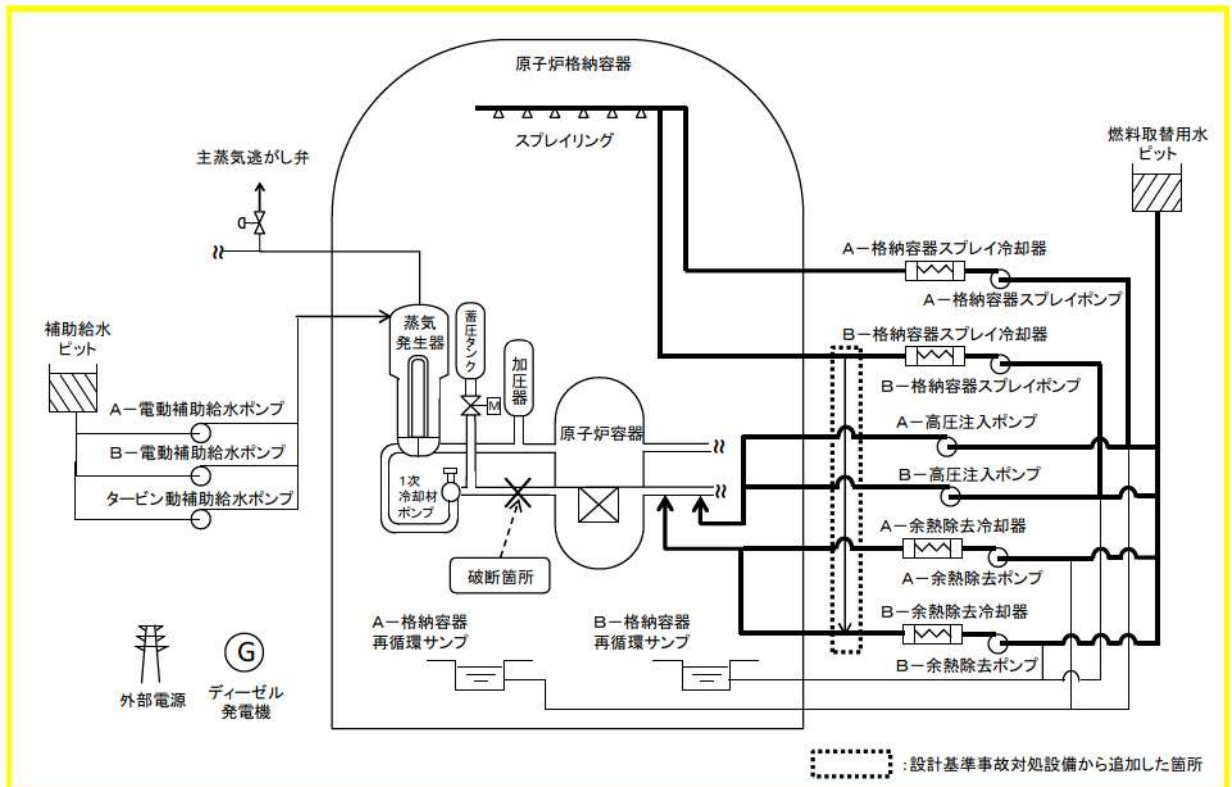 原子炉格納容器
スプレイリング
燃料取替用水
ピット
主蒸気逃がし弁
A-格納容器スプレイ冷却器
A-格納容器スプレイポンプ
補助給水
ピット
蒸気
発生器
蓄圧タンク
加圧器
M
B-格納容器スプレイ冷却器
B-格納容器スプレイポンプ
A-電動補助給水ポンプ
B-電動補助給水ポンプ
タービン動補助給水ポンプ
原子炉容器
A-高圧注入ポンプ
B-高圧注入ポンプ
1次
冷却材
ポンプ
破断箇所
A-余熱除去冷却器
A-余熱除去ポンプ
B-余熱除去冷却器
B-余熱除去ポンプ
A-格納容器
再循環サンプ
B-格納容器
再循環サンプ
外部電源
G
ディーゼル
発電機
:設計基準事故対処設備から追加した箇所